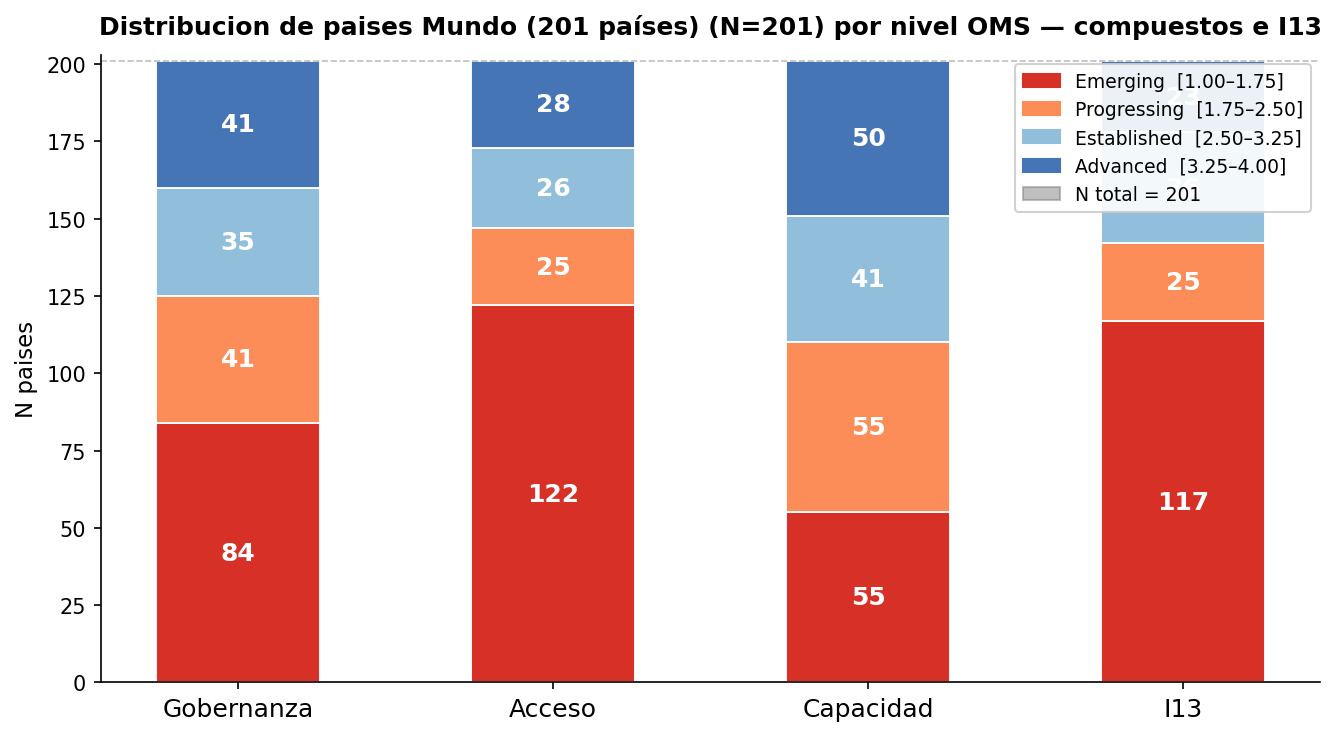 Distribucion de paises Mundo (201 países) (N=201) por nivel OMS — compuestos e I13
N paises
200
175
150
125
100
75
50
25
0
41
35
41
84
28
26
25
122
50
41
55
55
25
117
Emerging [1.00–1.75]
Progressing [1.75–2.50]
Established [2.50–3.25]
Advanced [3.25–4.00]
N total = 201
Gobernanza
Acceso
Capacidad
I13